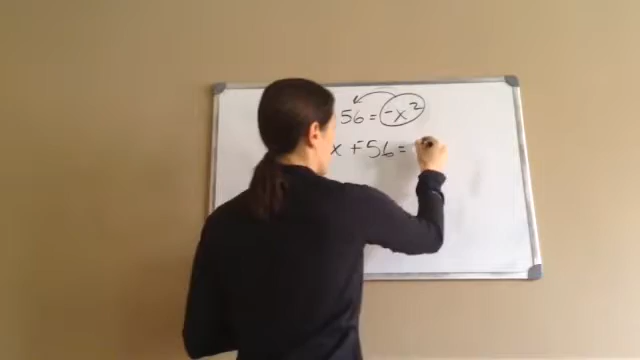 56 = -x²
x + 56 =